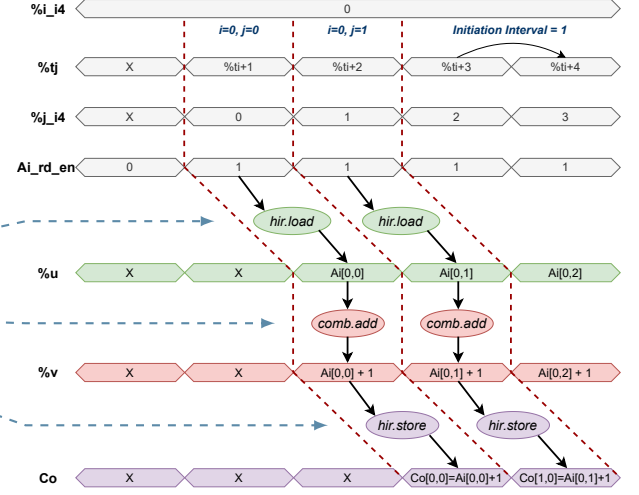 %i_i4 0
i=0, j=0 i=0, j=1 Initiation Interval = 1
%tj X %ti+1 %ti+2 %ti+3 %ti+4
%j_i4 X 0 1 2 3
Ai_rd_en 0 1 1 1 1
hir.load hir.load
%u X X Ai[0,0] Ai[0,1] Ai[0,2]
comb.add comb.add
%v X X Ai[0,0] + 1 Ai[0,1] + 1 Ai[0,2] + 1
hir.store hir.store
Co X X X Co[0,0]=Ai[0,0]+1 Co[1,0]=Ai[0,1]+1